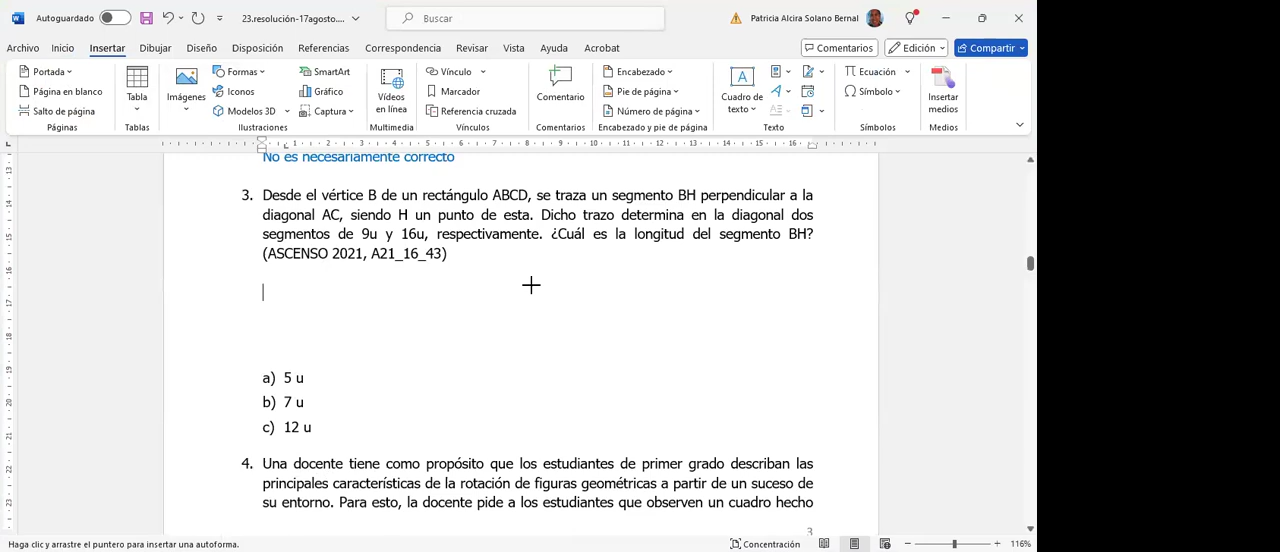 Autoguardado 23.resolución-17agosto.... Buscar Patricia Alcira Solano Bernal
Archivo Inicio Insertar Dibujar Diseño Disposición Referencias Correspondencia Revisar Vista Ayuda Acrobat Comentarios Edición Compartir
Portada Formas SmartArt Vínculo Encabezado Ecuación
Página en blanco Iconos Gráfico Marcador Pie de página Símbolo
Salto de página Tabla Imágenes Modelos 3D Captura Vídeos en línea Referencia cruzada Comentario Número de página Cuadro de texto Insertar medios
Páginas Tablas Ilustraciones Multimedia Vínculos Comentarios Encabezado y pie de página Texto Símbolos Medios
No es necesariamente correcto
3. Desde el vértice B de un rectángulo ABCD, se traza un segmento BH perpendicular a la
diagonal AC, siendo H un punto de esta. Dicho trazo determina en la diagonal dos
segmentos de 9u y 16u, respectivamente. ¿Cuál es la longitud del segmento BH?
(ASCENSO 2021, A21_16_43)
a) 5 u
b) 7 u
c) 12 u
4. Una docente tiene como propósito que los estudiantes de primer grado describan las
principales características de la rotación de figuras geométricas a partir de un suceso de
su entorno. Para esto, la docente pide a los estudiantes que observen un cuadro hecho
3
Haga clic y arrastre el puntero para insertar una autoforma. Concentración 116%